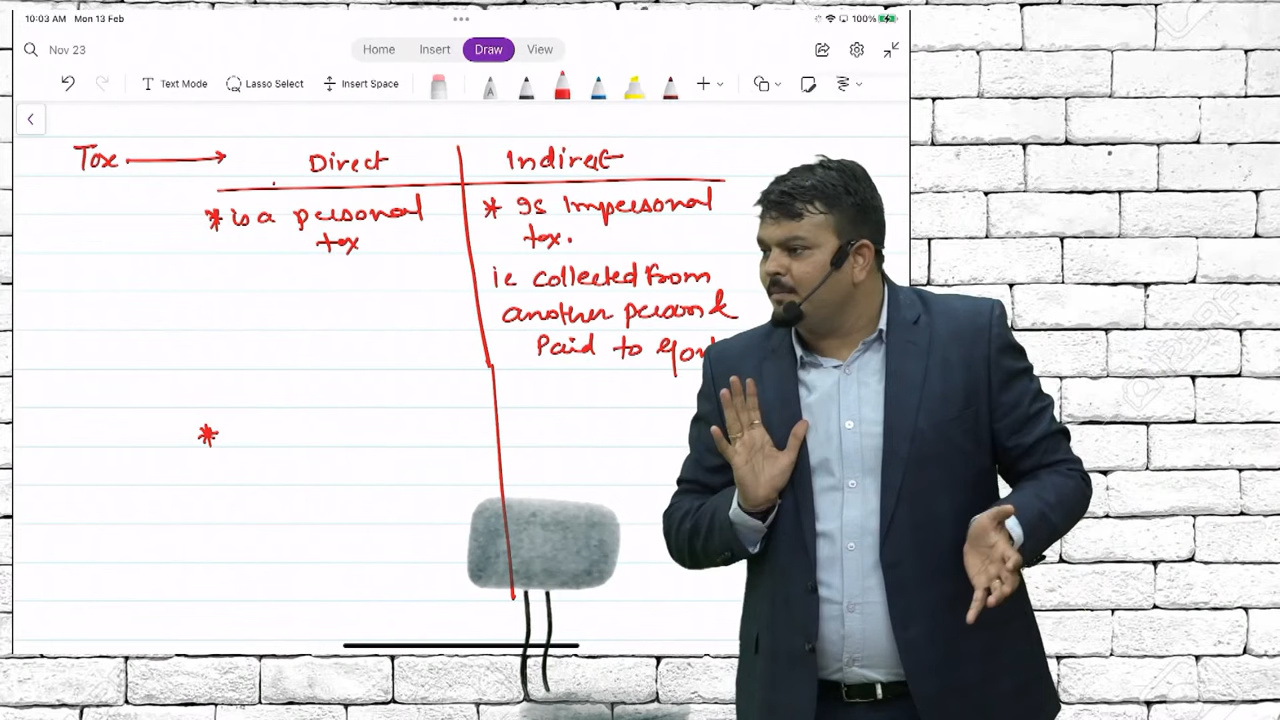 10:03 AM Mon 13 Feb
100%
Nov 23
Home Insert Draw View
Text Mode Lasso Select Insert Space
Tax Direct Indirect
* is a personal
tax
* Is Impersonal
tax.
ie collected from
another person &
Paid to Gov
*